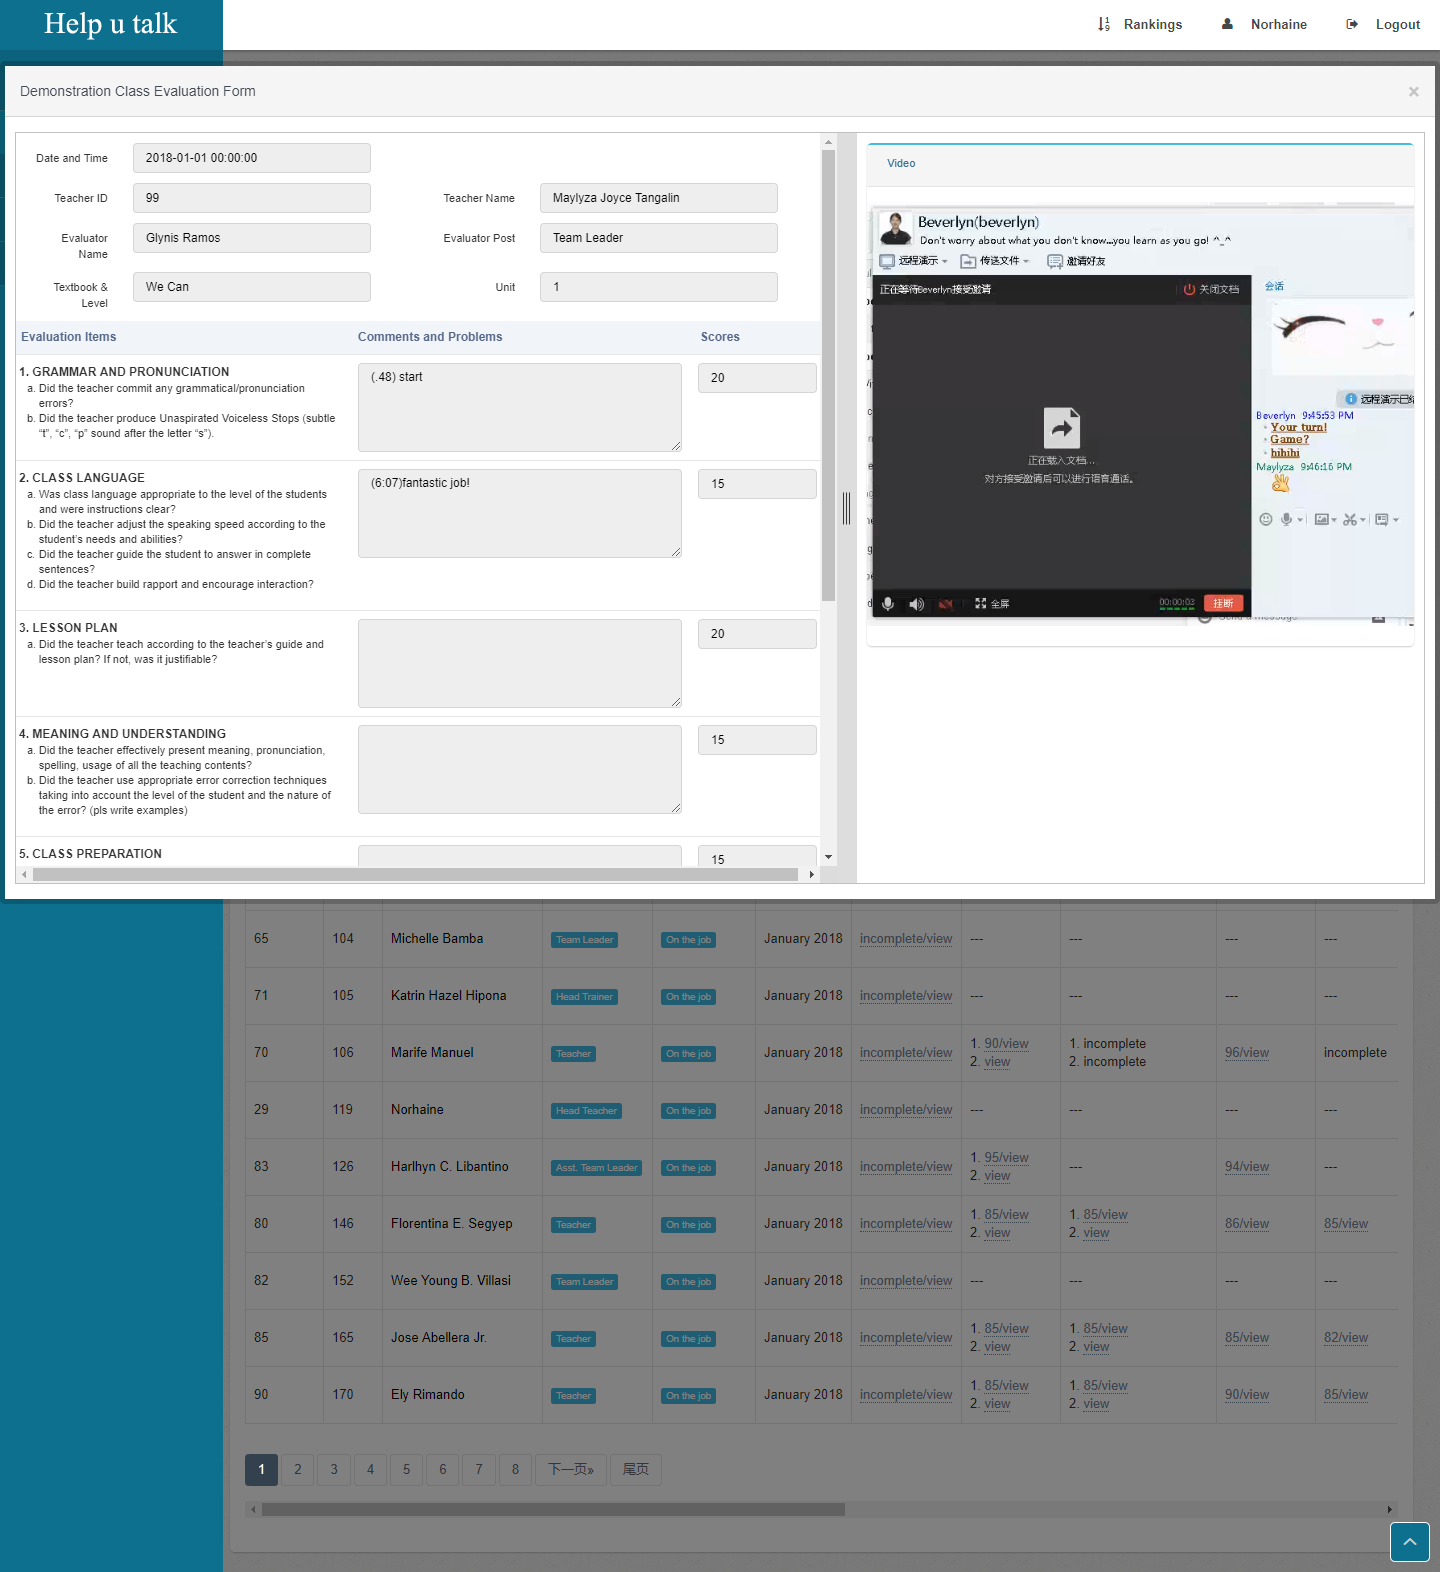 Help u talk
Rankings
Norhaine
Logout
Demonstration Class Evaluation Form
×
Date and Time
2018-01-01 00:00:00
Teacher ID
99
Teacher Name
Maylyza Joyce Tangalin
Evaluator Name
Glynis Ramos
Evaluator Post
Team Leader
Textbook & Level
We Can
Unit
1
Evaluation Items
Comments and Problems
Scores
1. GRAMMAR AND PRONUNCIATION
a. Did the teacher commit any grammatical/pronunciation
errors?
b. Did the teacher produce Unaspirated Voiceless Stops (subtle
“t”, “c”, “p” sound after the letter “s”).
(.48) start
20
2. CLASS LANGUAGE
a. Was class language appropriate to the level of the students
and were instructions clear?
b. Did the teacher adjust the speaking speed according to the
student’s needs and abilities?
c. Did the teacher guide the student to answer in complete
sentences?
d. Did the teacher build rapport and encourage interaction?
(6:07)fantastic job!
15
3. LESSON PLAN
a. Did the teacher teach according to the teacher’s guide and
lesson plan? If not, was it justifiable?
20
4. MEANING AND UNDERSTANDING
a. Did the teacher effectively present meaning, pronunciation,
spelling, usage of all the teaching contents?
b. Did the teacher use appropriate error correction techniques
taking into account the level of the student and the nature of
the error? (pls write examples)
15
5. CLASS PREPARATION
15
Video
Beverlyn(beverlyn)
Don't worry about what you don't know...you learn as you go! ^_^
远程演示 传送文件 邀请好友
正在等待Beverlyn接受邀请
关闭文档
会话
正在载入文档...
对方接受邀请后可以进行语音通话。
远程演示已结
Beverlyn 9:45:53 PM
Your turn!
Game?
hihihi
Maylyza 9:46:16 PM
全屏
00:00:03
挂断
Send a message
65 104 Michelle Bamba Team Leader On the job January 2018 incomplete/view --- --- --- ---
71 105 Katrin Hazel Hipona Head Trainer On the job January 2018 incomplete/view --- --- --- ---
70 106 Marife Manuel Teacher On the job January 2018 incomplete/view 1. 90/view 2. view 1. incomplete 2. incomplete 96/view incomplete
29 119 Norhaine Head Teacher On the job January 2018 incomplete/view --- --- --- ---
83 126 Harlhyn C. Libantino Asst. Team Leader On the job January 2018 incomplete/view 1. 95/view 2. view --- 94/view ---
80 146 Florentina E. Segyep Teacher On the job January 2018 incomplete/view 1. 85/view 2. view 1. 85/view 2. view 86/view 85/view
82 152 Wee Young B. Villasi Team Leader On the job January 2018 incomplete/view --- --- --- ---
85 165 Jose Abellera Jr. Teacher On the job January 2018 incomplete/view 1. 85/view 2. view 1. 85/view 2. view 85/view 82/view
90 170 Ely Rimando Teacher On the job January 2018 incomplete/view 1. 85/view 2. view 1. 85/view 2. view 90/view 85/view
1 2 3 4 5 6 7 8 下一页» 尾页